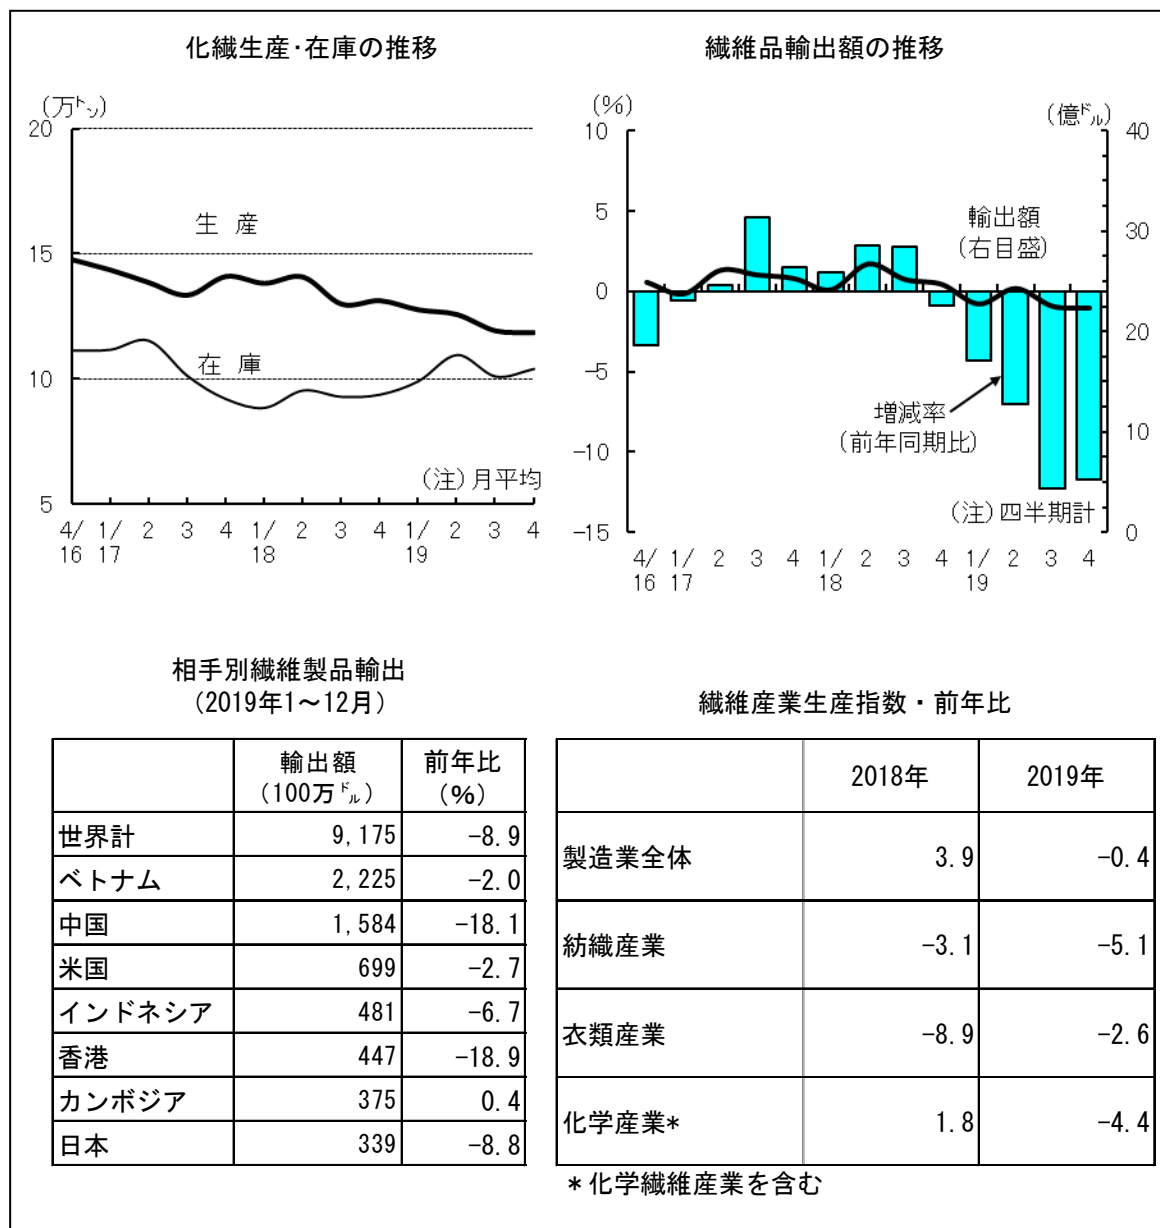 化繊生産･在庫の推移
(万㌧)
20
15
10
5
生 産
在 庫
(注)月平均
4/ 1/ 2 3 4 1/ 2 3 4 1/ 2 3 4
16 17 18 19
繊維品輸出額の推移
(%)
(億㌦)
10
5
0
-5
-10
-15
40
30
20
10
0
輸出額
(右目盛)
増減率
(前年同期比)
(注)四半期計
4/ 1/ 2 3 4 1/ 2 3 4 1/ 2 3 4
16 17 18 19
相手別繊維製品輸出
(2019年1～12月)
輸出額 前年比
(100万㌦) (%)
世界計 9,175 -8.9
ベトナム 2,225 -2.0
中国 1,584 -18.1
米国 699 -2.7
インドネシア 481 -6.7
香港 447 -18.9
カンボジア 375 0.4
日本 339 -8.8
繊維産業生産指数・前年比
2018年 2019年
製造業全体 3.9 -0.4
紡織産業 -3.1 -5.1
衣類産業 -8.9 -2.6
化学産業* 1.8 -4.4
*化学繊維産業を含む